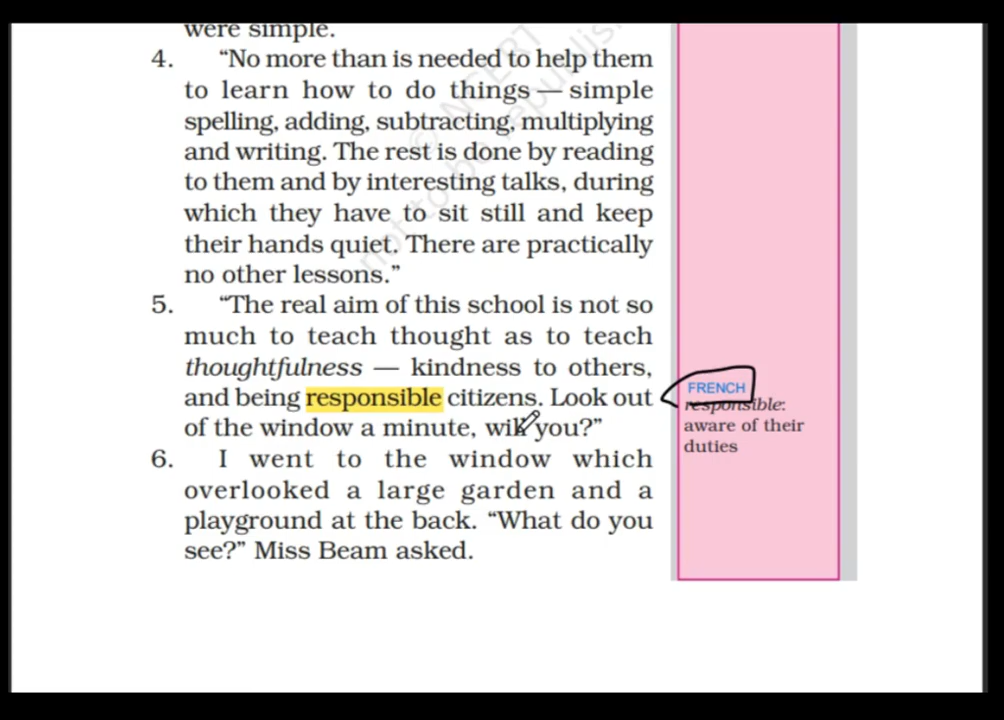 were simple.
4. “No more than is needed to help them
to learn how to do things — simple
spelling, adding, subtracting, multiplying
and writing. The rest is done by reading
to them and by interesting talks, during
which they have to sit still and keep
their hands quiet. There are practically
no other lessons.”
5. “The real aim of this school is not so
much to teach thought as to teach
thoughtfulness — kindness to others,
and being responsible citizens. Look out
of the window a minute, will you?”
6. I went to the window which
overlooked a large garden and a
playground at the back. “What do you
see?” Miss Beam asked.
FRENCH
responsible:
aware of their
duties
© NCERT
not to be republis